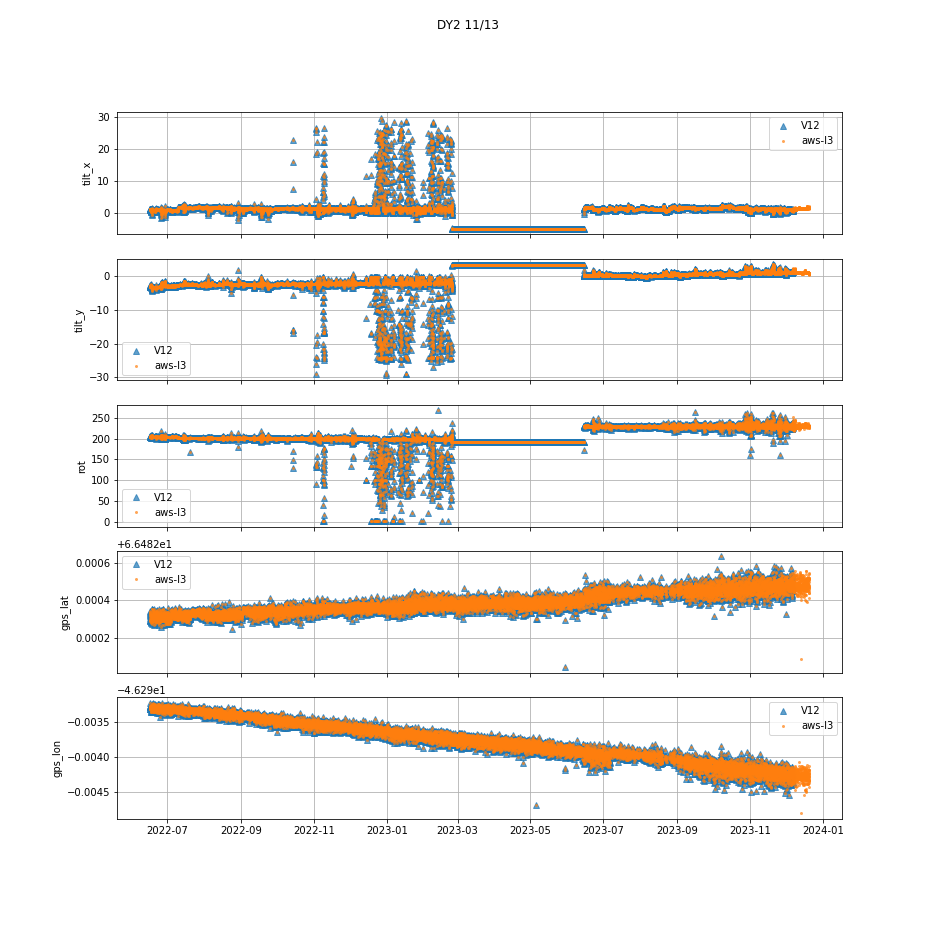 DY2 11/13
30
20
10
0
tilt_x
V12
aws-l3
0
−10
−20
−30
tilt_y
V12
aws-l3
250
200
150
100
50
0
rot
V12
aws-l3
+6.6482e1
0.0006
0.0004
0.0002
gps_lat
V12
aws-l3
−4.629e1
−0.0035
−0.0040
−0.0045
gps_lon
V12
aws-l3
2022-07 2022-09 2022-11 2023-01 2023-03 2023-05 2023-07 2023-09 2023-11 2024-01